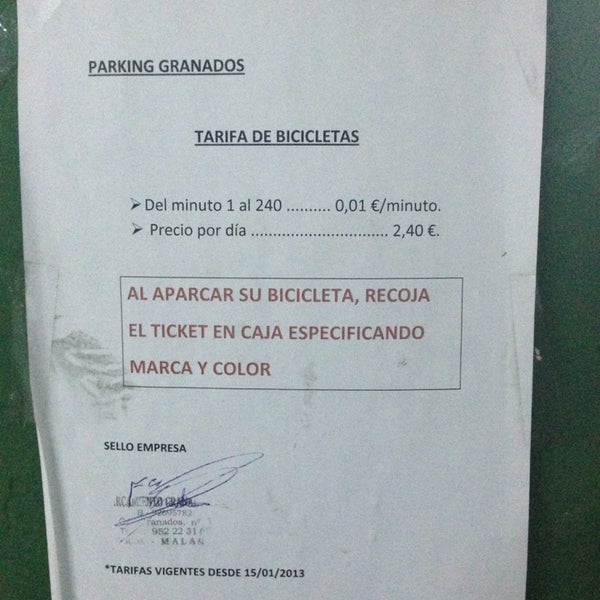 PARKING GRANADOS
TARIFA DE BICICLETAS
➢ Del minuto 1 al 240 .......... 0,01 €/minuto.
➢ Precio por día ............................... 2,40 €.
AL APARCAR SU BICICLETA, RECOJA
EL TICKET EN CAJA ESPECIFICANDO
MARCA Y COLOR
SELLO EMPRESA
*TARIFAS VIGENTES DESDE 15/01/2013